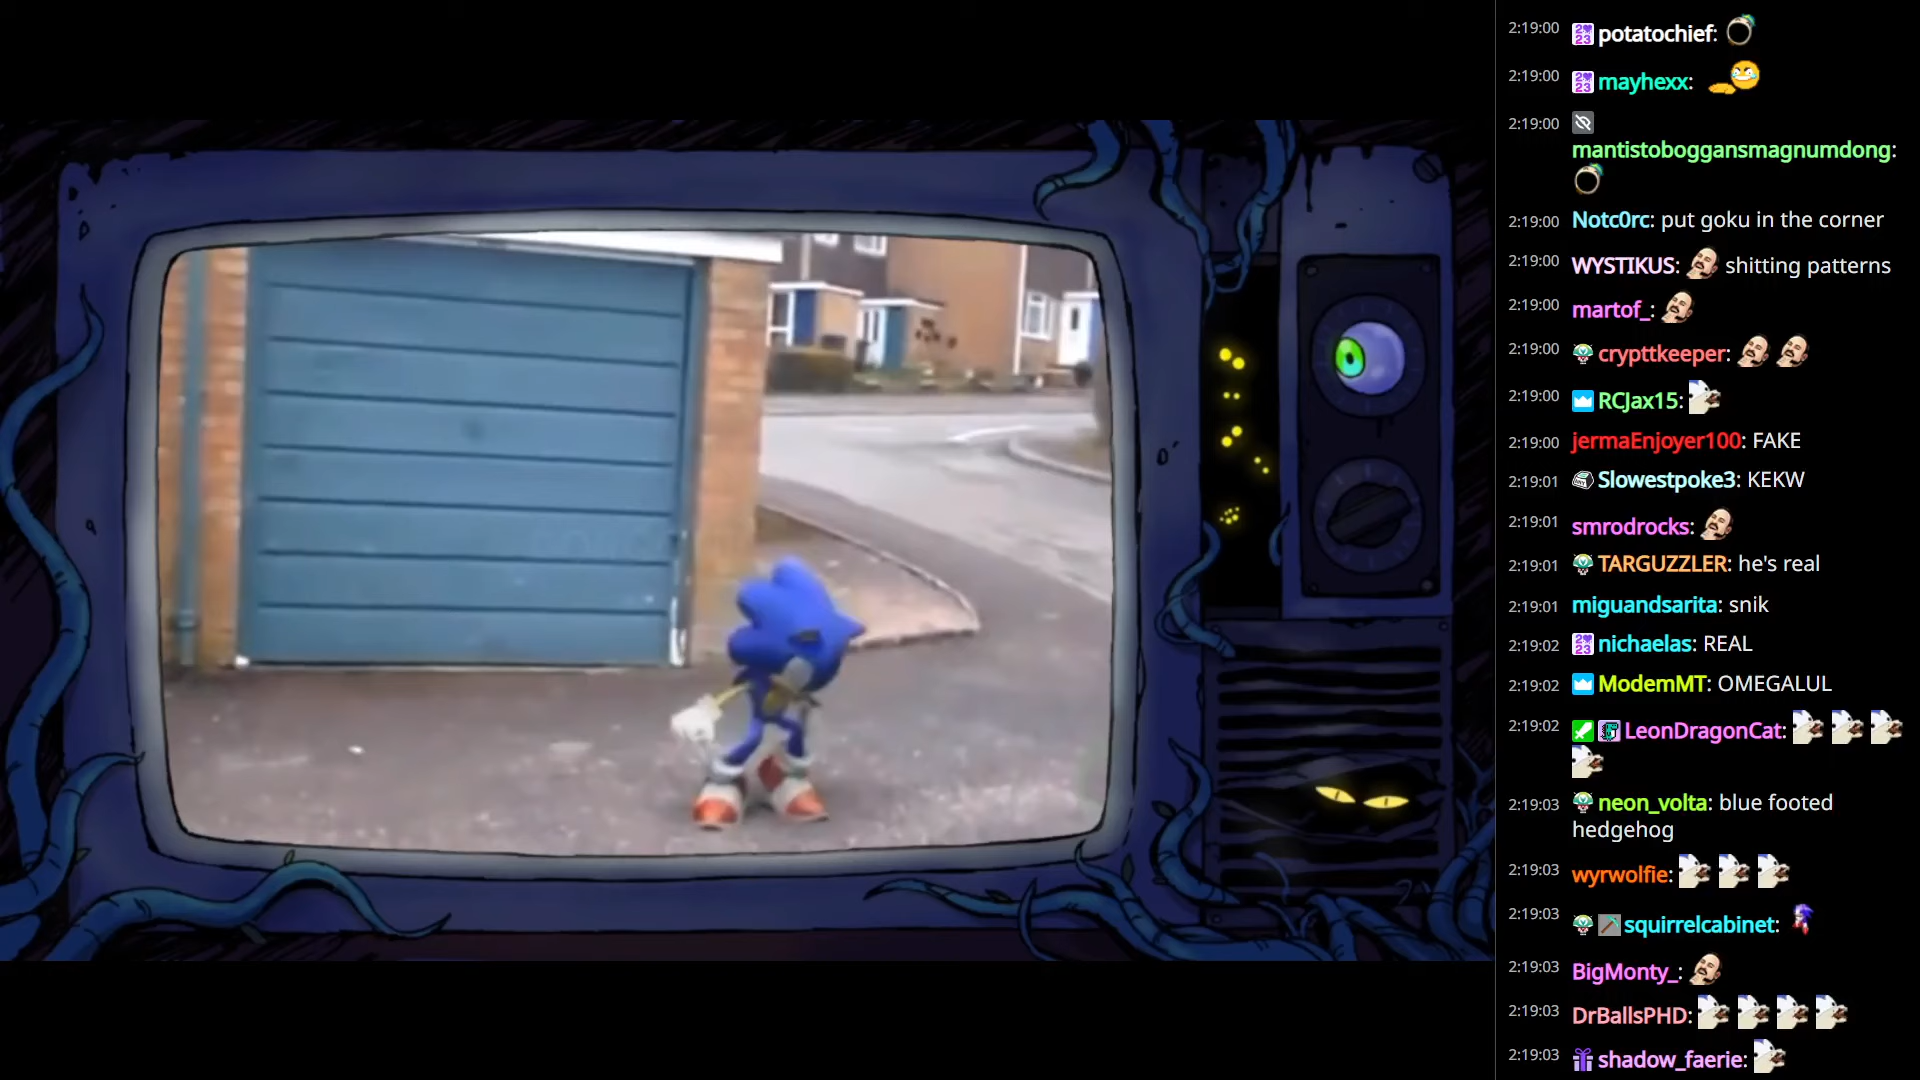 2:19:00 potatochief:
2:19:00 mayhexx:
2:19:00
mantistoboggansmagnumdong:
2:19:00 Notc0rc: put goku in the corner
2:19:00 WYSTIKUS: shitting patterns
2:19:00 martof_:
2:19:00 crypttkeeper:
2:19:00 RCJax15:
2:19:00 jermaEnjoyer100: FAKE
2:19:01 Slowestpoke3: KEKW
2:19:01 smrodrocks:
2:19:01 TARGUZZLER: he's real
2:19:01 miguandsarita: snik
2:19:02 nichaelas: REAL
2:19:02 ModemMT: OMEGALUL
2:19:02 LeonDragonCat:
2:19:03 neon_volta: blue footed
hedgehog
2:19:03 wyrwolfie:
2:19:03 squirrelcabinet:
2:19:03 BigMonty_:
2:19:03 DrBallsPHD:
2:19:03 shadow_faerie: